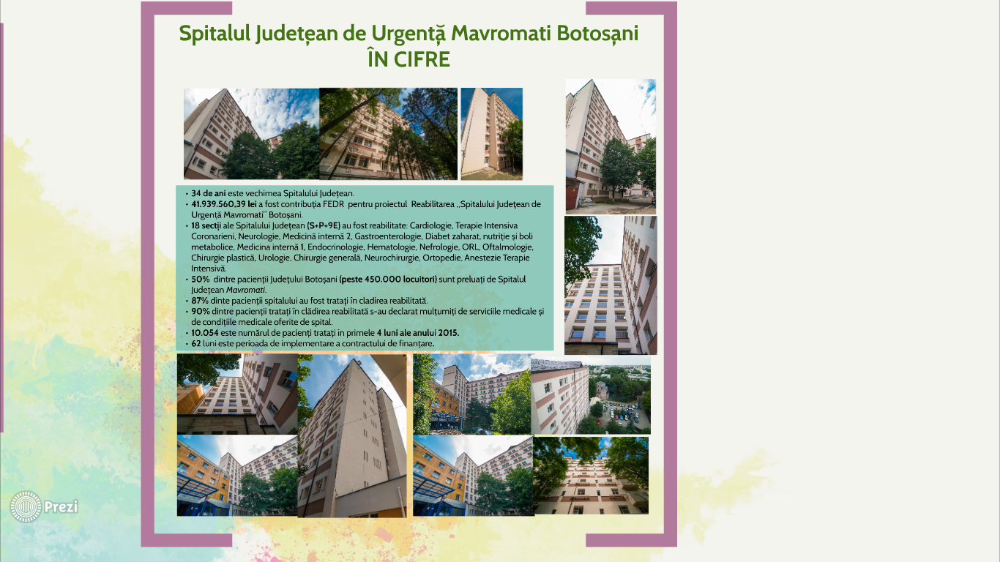 Spitalul Județean de Urgență Mavromati Botoșani
ÎN CIFRE
• 34 de ani este vechimea Spitalului Județean.
• 41.939.560,39 lei a fost contribuția FEDR pentru proiectul Reabilitarea ,,Spitalului Judeţean de
Urgență Mavromati" Botoșani.
• 18 secții ale Spitalului Județean (S+P+9E) au fost reabilitate: Cardiologie, Terapie Intensiva
Coronarieni, Neurologie, Medicină internă 2, Gastroenterologie, Diabet zaharat, nutriție și boli
metabolice, Medicina internă 1, Endocrinologie, Hematologie, Nefrologie, ORL, Oftalmologie,
Chirurgie plastică, Urologie, Chirurgie generală, Neurochirurgie, Ortopedie, Anestezie Terapie
Intensivă.
• 50% dintre pacienții Județului Botoșani (peste 450.000 locuitori) sunt preluați de Spitalul
Județean Mavromati.
• 87% dinte pacienții spitalului au fost tratați în cladirea reabilitată.
• 90% dintre pacienții tratați în clădirea reabilitată s-au declarat mulțumiți de serviciile medicale și
de condițiile medicale oferite de spital.
• 10.054 este numărul de pacienți tratați în primele 4 luni ale anului 2015.
• 62 luni este perioada de implementare a contractului de finanțare.
Prezi